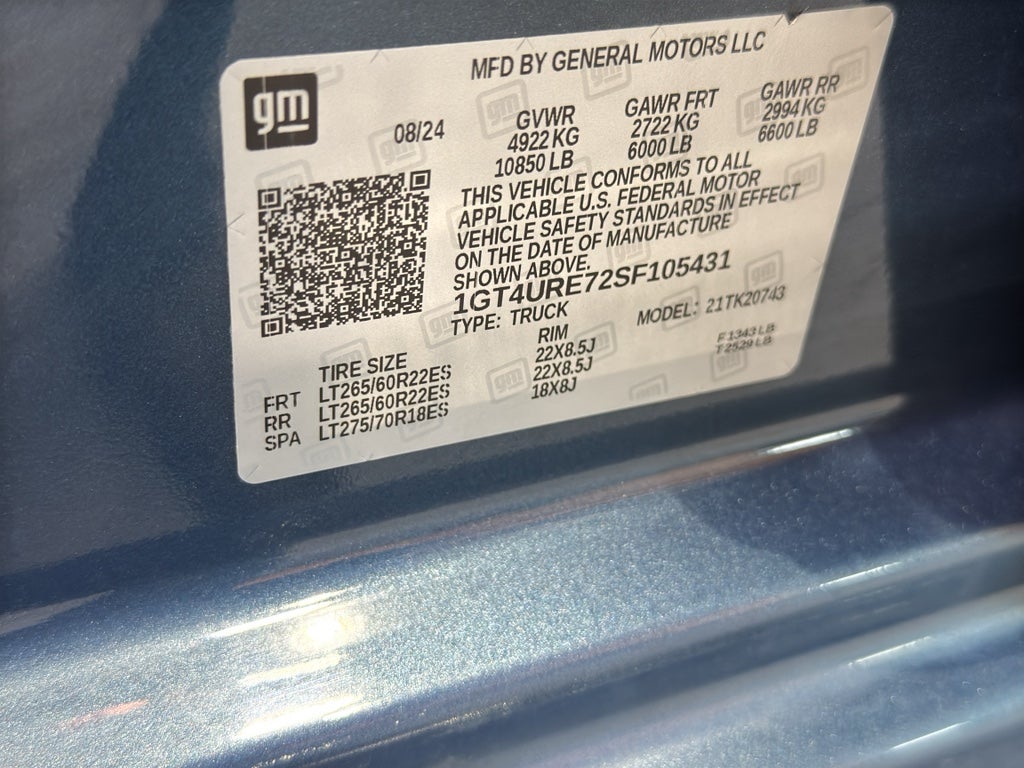 gm
MFD BY GENERAL MOTORS LLC
08/24
GVWR GAWR FRT GAWR RR
4922 KG 2722 KG 2994 KG
10850 LB 6000 LB 6600 LB
THIS VEHICLE CONFORMS TO ALL
APPLICABLE U.S. FEDERAL MOTOR
VEHICLE SAFETY STANDARDS IN EFFECT
ON THE DATE OF MANUFACTURE
SHOWN ABOVE.
1GT4URE72SF105431
TYPE: TRUCK MODEL: 21TK20743
TIRE SIZE RIM
FRT LT265/60R22ES 22X8.5J
RR LT265/60R22ES 22X8.5J
SPA LT275/70R18ES 18X8J
F 1343 LB
T 2529 LB